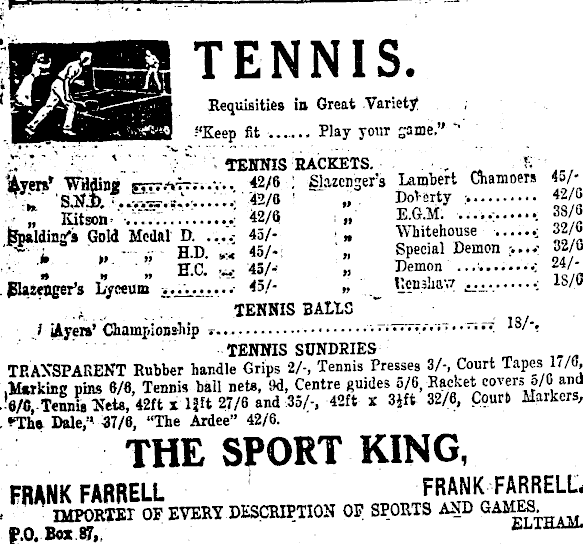 TENNIS.
Requisities in Great Variety
"Keep fit ...... Play your game."
TENNIS RACKETS.
Ayers' Wilding .............. 42/6
„ S.N.D. .............. 42/6
„ Kitson .............. 42/6
Spalding's Gold Medal D. .... 45/-
„ „ „ H.D. ... 45/-
„ „ „ H.C. ... 45/-
Slazenger's Lyceum .......... 45/-
Slazenger's Lambert Chamoers 45/-
„ Doherty .......... 42/6
„ E.G.M. ........... 38/6
„ Whitehouse ...... 32/6
„ Special Demon .... 32/6
„ Demon ........... 24/-
„ Renshaw .......... 18/6
TENNIS BALLS
Ayers' Championship .......................................... 18/-.
TENNIS SUNDRIES
TRANSPARENT Rubber handle Grips 2/-, Tennis Presses 3/-, Court Tapes 17/6,
Marking pins 6/6, Tennis ball nets, 9d, Centre guides 5/6, Racket covers 5/6 and
6/6, Tennis Nets, 42ft x 1½ft 27/6 and 35/-, 42ft x 3½ft 32/6, Court Markers,
"The Dale," 37/6, "The Ardee" 42/6.
THE SPORT KING,
FRANK FARRELL FRANK FARRELL.
IMPORTER OF EVERY DESCRIPTION OF SPORTS AND GAMES.
P.O. Box 87, ELTHAM.